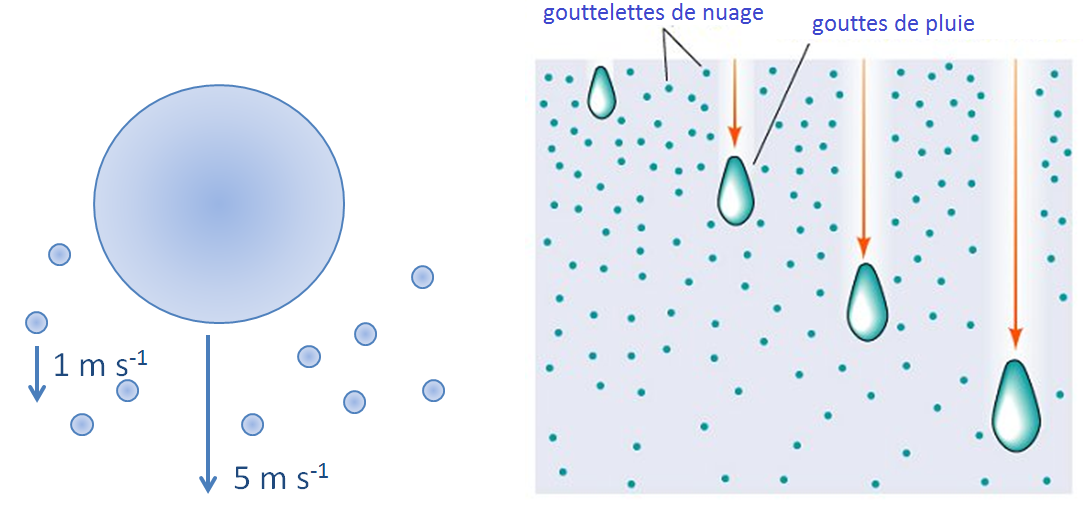 gouttelettes de nuage
gouttes de pluie
1 m s⁻¹
5 m s⁻¹